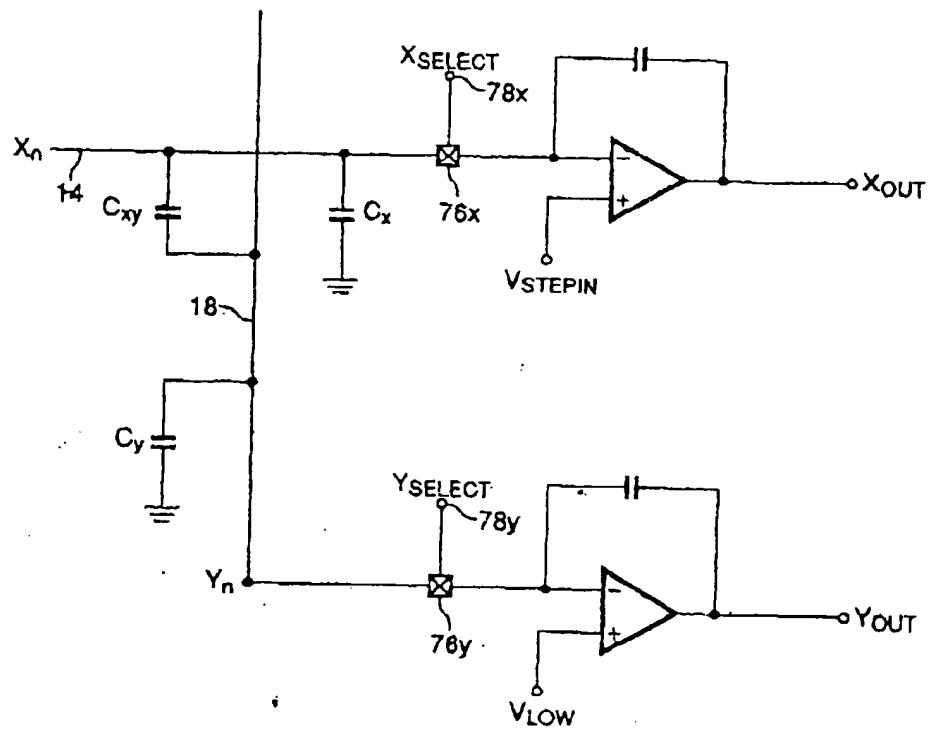 XSELECT
78x
Xn
14
Cxy
Cx
76x
−
+
XOUT
VSTEPIN
18
Cy
YSELECT
78y
Yn
76y
−
+
YOUT
VLOW